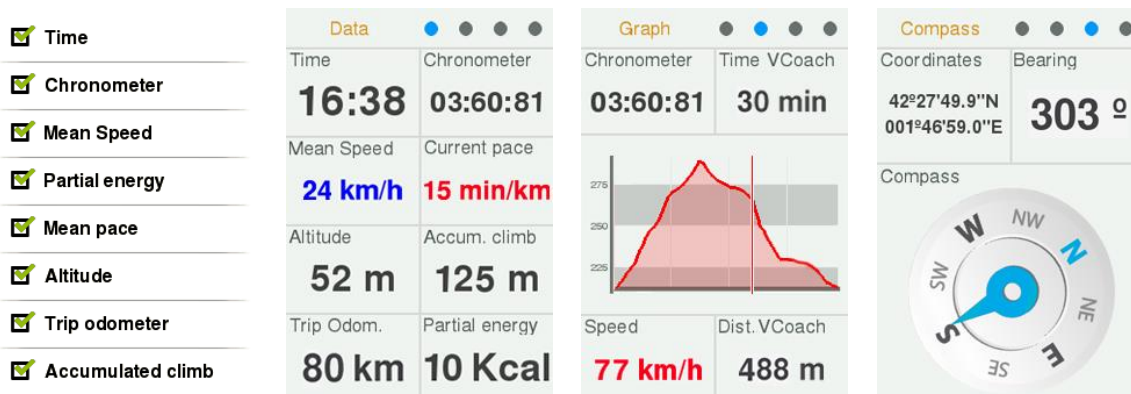 Time
Chronometer
Mean Speed
Partial energy
Mean pace
Altitude
Trip odometer
Accumulated climb
Data
Time
Chronometer
16:38
03:60:81
Mean Speed
Current pace
24 km/h
15 min/km
Altitude
Accum. climb
52 m
125 m
Trip Odom.
Partial energy
80 km
10 Kcal
Graph
Chronometer
Time VCoach
03:60:81
30 min
275
250
225
Speed
Dist.VCoach
77 km/h
488 m
Compass
Coordinates
Bearing
42º27'49.9"N
001º46'59.0"E
303 º
Compass
W
NW
N
SW
NE
S
SE
E